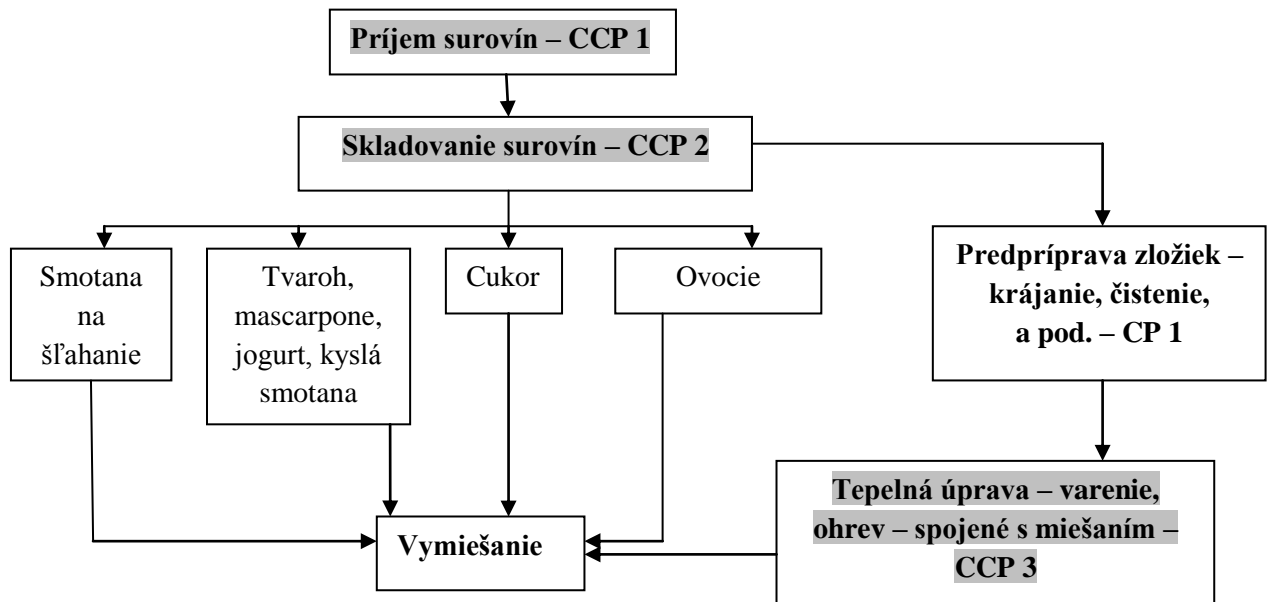 Príjem surovín – CCP 1
Skladovanie surovín – CCP 2
Smotana
na
šľahanie
Tvaroh,
mascarpone,
jogurt, kyslá
smotana
Cukor
Ovocie
Predpríprava zložiek –
krájanie, čistenie,
a pod. – CP 1
Tepelná úprava – varenie,
ohrev – spojené s miešaním –
CCP 3
Vymiešanie